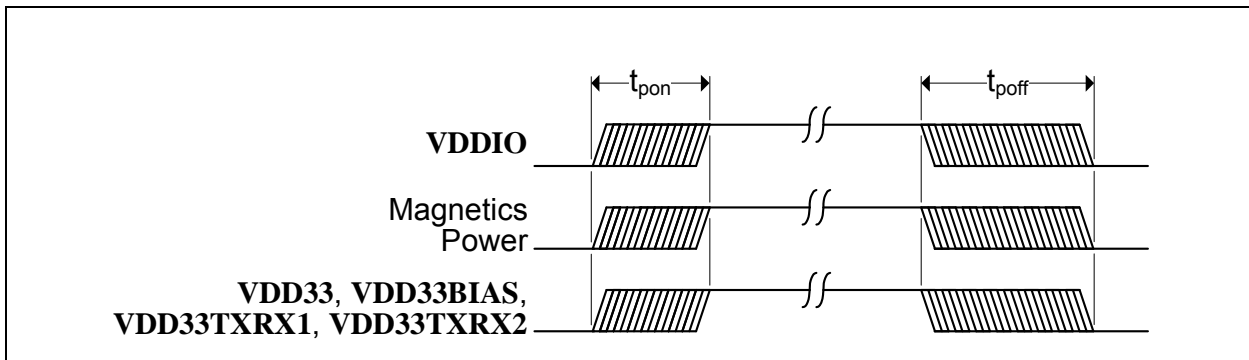 tpon
tpoff
VDDIO
Magnetics
Power
VDD33, VDD33BIAS,
VDD33TXRX1, VDD33TXRX2